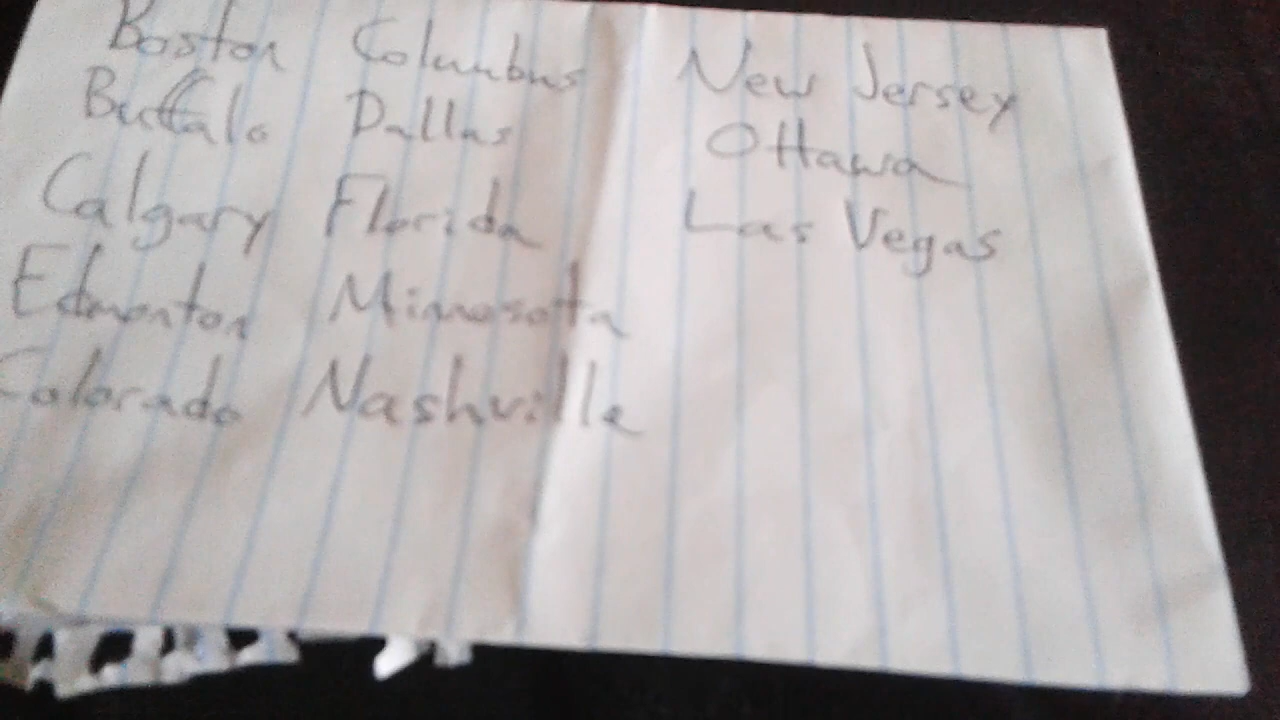 Boston Columbus New Jersey
Buffalo Dallas Ottawa
Calgary Florida Las Vegas
Edmonton Minnesota
Colorado Nashville